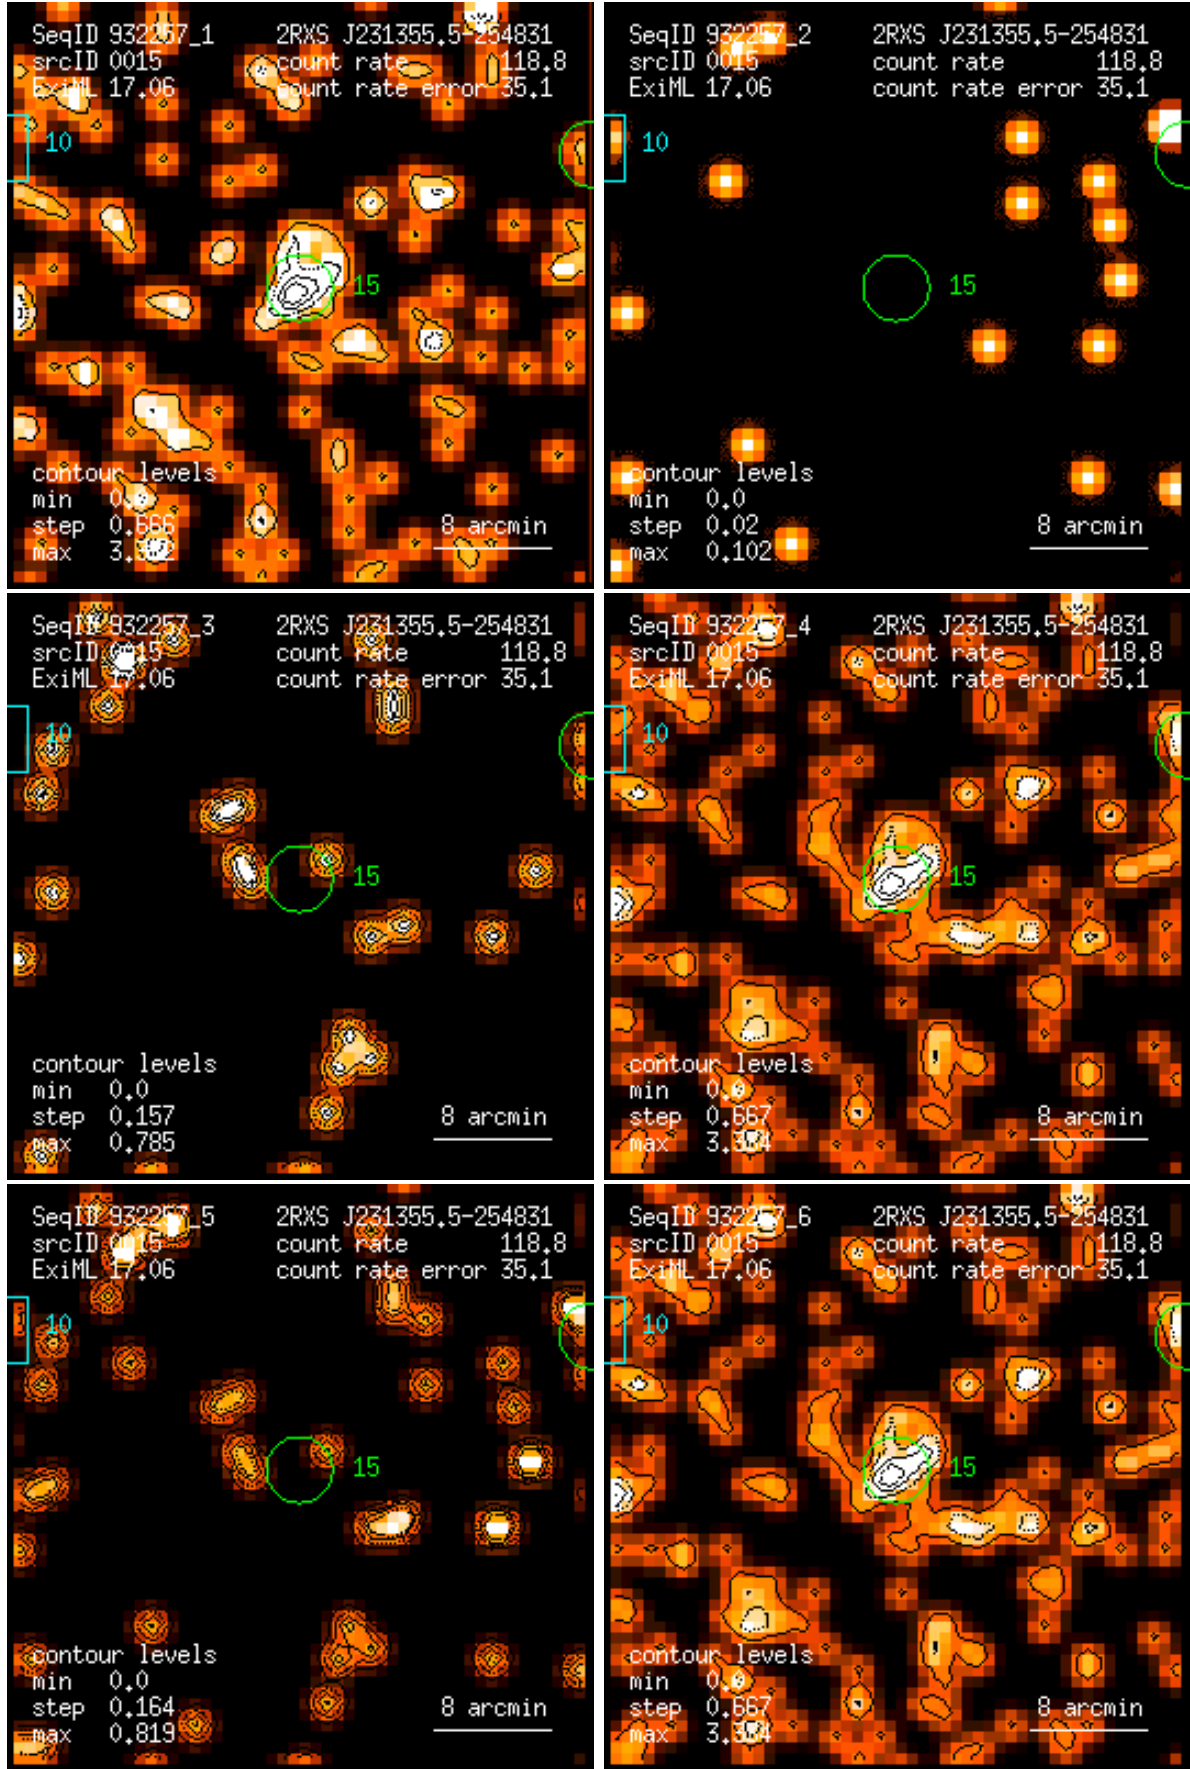 SeqID 932257_1 2RXS J231355.5-254831
srcID 0015 count rate 118.8
ExiML 17.06 count rate error 35.1
10
15
contour levels
min 0.0
step 0.666
max
8 arcmin
SeqID 932257_2 2RXS J231355.5-254831
srcID 0015 count rate 118.8
ExiML 17.06 count rate error 35.1
10
15
contour levels
min 0.0
step 0.02
max 0.102
8 arcmin
SeqID 932257_3 2RXS J231355.5-254831
srcID 0015 count rate 118.8
ExiML 17.06 count rate error 35.1
10
15
contour levels
min 0.0
step 0.157
max 0.785
8 arcmin
SeqID 932257_4 2RXS J231355.5-254831
srcID 0015 count rate 118.8
ExiML 17.06 count rate error 35.1
10
15
contour levels
min 0.0
step 0.667
max 3.334
8 arcmin
SeqID 932257_5 2RXS J231355.5-254831
srcID 0015 count rate 118.8
ExiML 17.06 count rate error 35.1
10
15
contour levels
min 0.0
step 0.164
max 0.819
8 arcmin
SeqID 932257_6 2RXS J231355.5-254831
srcID 0015 count rate 118.8
ExiML 17.06 count rate error 35.1
10
15
contour levels
min 0.0
step 0.667
max 3.334
8 arcmin